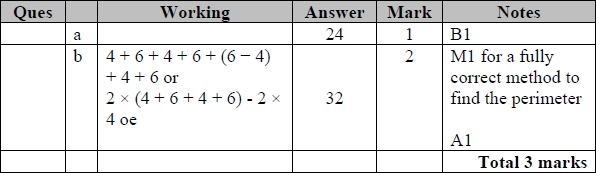 Ques Working Answer Mark Notes
a 24 1 B1
b 4 + 6 + 4 + 6 + (6 − 4) 2 M1 for a fully
+ 4 + 6 or correct method to
2 × (4 + 6 + 4 + 6) - 2 × 32 find the perimeter
4 oe
A1
Total 3 marks